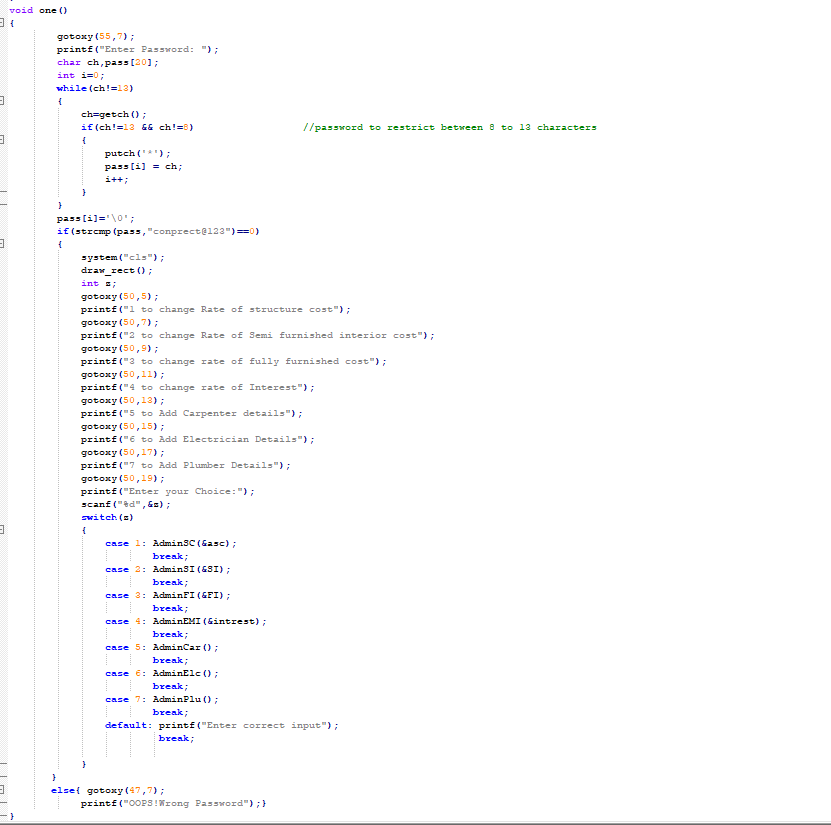 void one()
{
gotoxy(55,7);
printf("Enter Password: ");
char ch,pass[20];
int i=0;
while(ch!=13)
{
ch=getch();
if(ch!=13 && ch!=8) //password to restrict between 8 to 13 characters
{
putch('*');
pass[i] = ch;
i++;
}
}
pass[i]='\0';
if(strcmp(pass,"conprect@123")==0)
{
system("cls");
draw_rect();
int z;
gotoxy(50,5);
printf("1 to change Rate of structure cost");
gotoxy(50,7);
printf("2 to change Rate of Semi furnished interior cost");
gotoxy(50,9);
printf("3 to change rate of fully furnished cost");
gotoxy(50,11);
printf("4 to change rate of Interest");
gotoxy(50,13);
printf("5 to Add Carpenter details");
gotoxy(50,15);
printf("6 to Add Electrician Details");
gotoxy(50,17);
printf("7 to Add Plumber Details");
gotoxy(50,19);
printf("Enter your Choice:");
scanf("%d",&z);
switch(z)
{
case 1: AdminSC(&asc);
break;
case 2: AdminSI(&SI);
break;
case 3: AdminFI(&FI);
break;
case 4: AdminEMI(&intrest);
break;
case 5: AdminCar();
break;
case 6: AdminElc();
break;
case 7: AdminPlu();
break;
default: printf("Enter correct input");
break;
}
}
else{ gotoxy(47,7);
printf("OOPS!Wrong Password");}
}